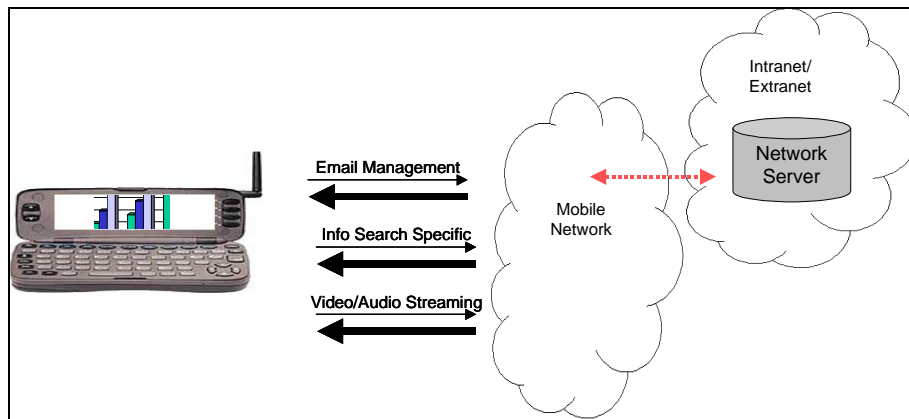 Intranet/
Extranet
Network
Server
Email Management
Mobile
Network
Info Search Specific
Video/Audio Streaming